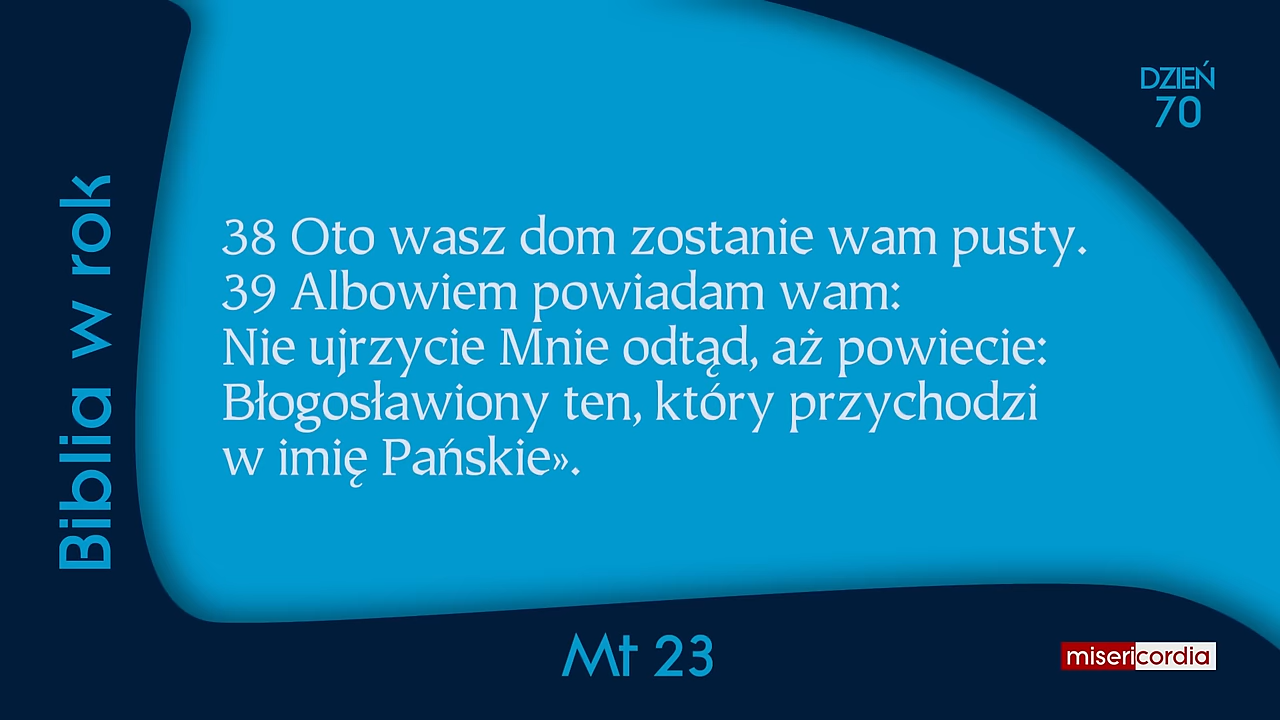 DZIEŃ
70
Biblia w rok
38 Oto wasz dom zostanie wam pusty.
39 Albowiem powiadam wam:
Nie ujrzycie Mnie odtąd, aż powiecie:
Błogosławiony ten, który przychodzi
w imię Pańskie».
Mt 23
misericordia